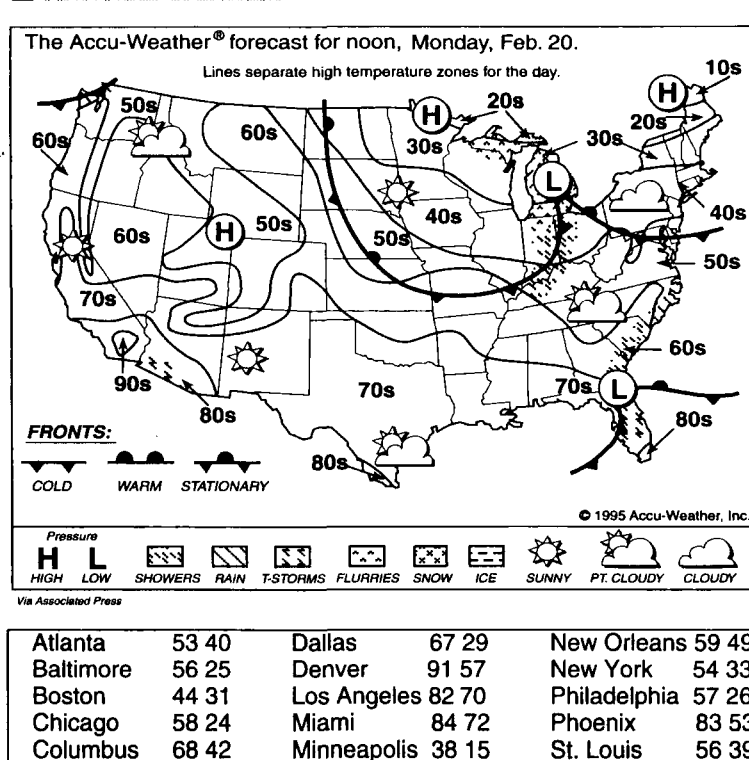 The Accu-Weather® forecast for noon, Monday, Feb. 20.
Lines separate high temperature zones for the day.
10s
50s
60s
20s
20s
60s
30s
30s
40s
40s
50s
60s
50s
50s
70s
60s
90s
70s
70s
80s
80s
80s
H
H
H
L
L
FRONTS:
COLD WARM STATIONARY
© 1995 Accu-Weather, Inc.
Pressure
H L
HIGH LOW SHOWERS RAIN T-STORMS FLURRIES SNOW ICE SUNNY PT. CLOUDY CLOUDY
Via Associated Press
Atlanta 53 40 Dallas 67 29 New Orleans 59 49
Baltimore 56 25 Denver 91 57 New York 54 33
Boston 44 31 Los Angeles 82 70 Philadelphia 57 26
Chicago 58 24 Miami 84 72 Phoenix 83 53
Columbus 68 42 Minneapolis 38 15 St. Louis 56 39